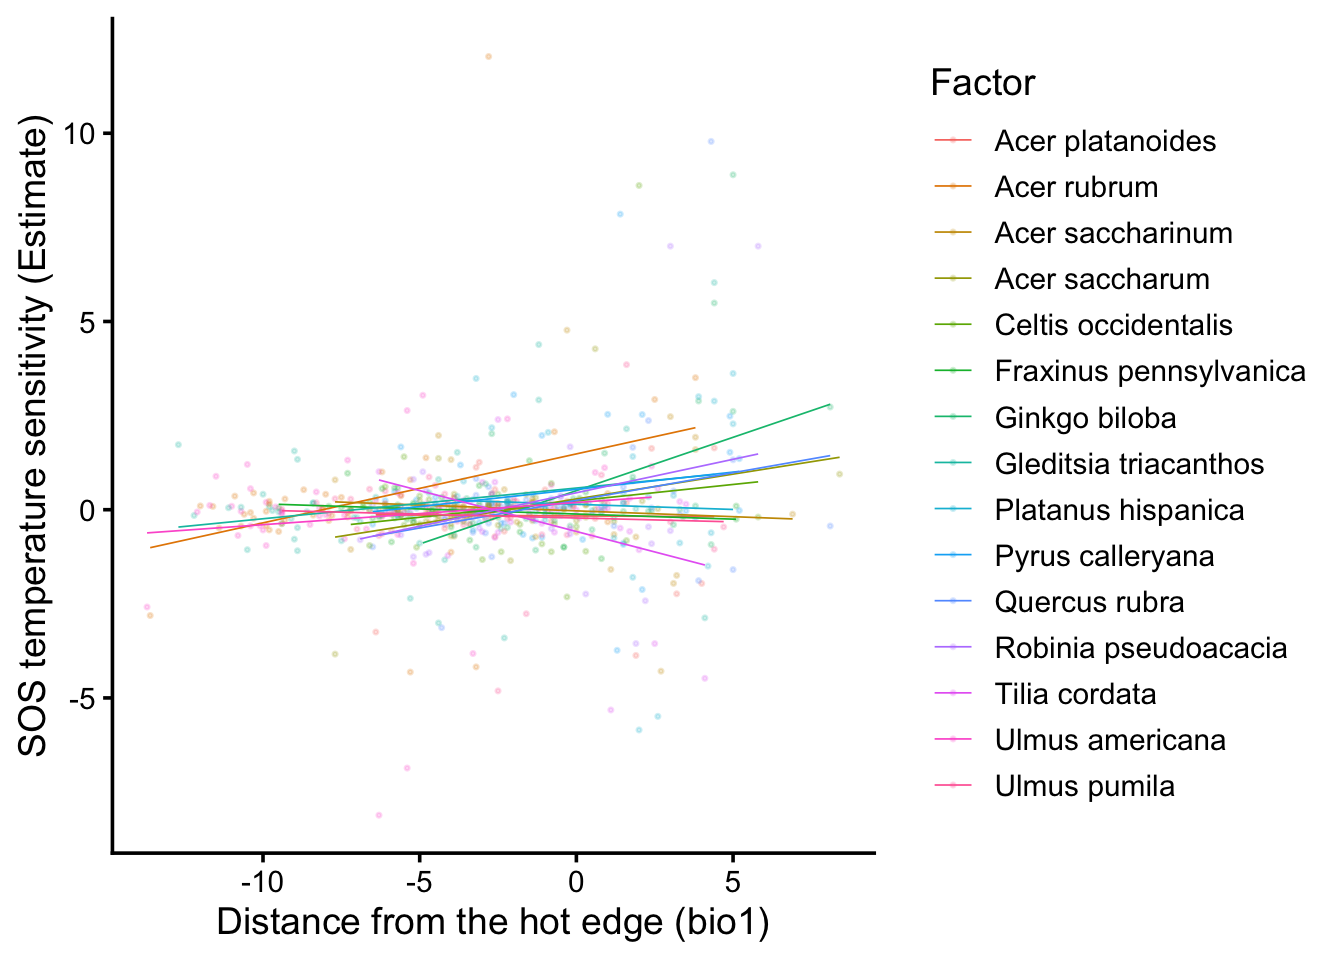 SOS temperature sensitivity (Estimate)
10
5
0
-5
-10
-5
0
5
Distance from the hot edge (bio1)
Factor
Acer platanoides
Acer rubrum
Acer saccharinum
Acer saccharum
Celtis occidentalis
Fraxinus pennsylvanica
Ginkgo biloba
Gleditsia triacanthos
Platanus hispanica
Pyrus calleryana
Quercus rubra
Robinia pseudoacacia
Tilia cordata
Ulmus americana
Ulmus pumila